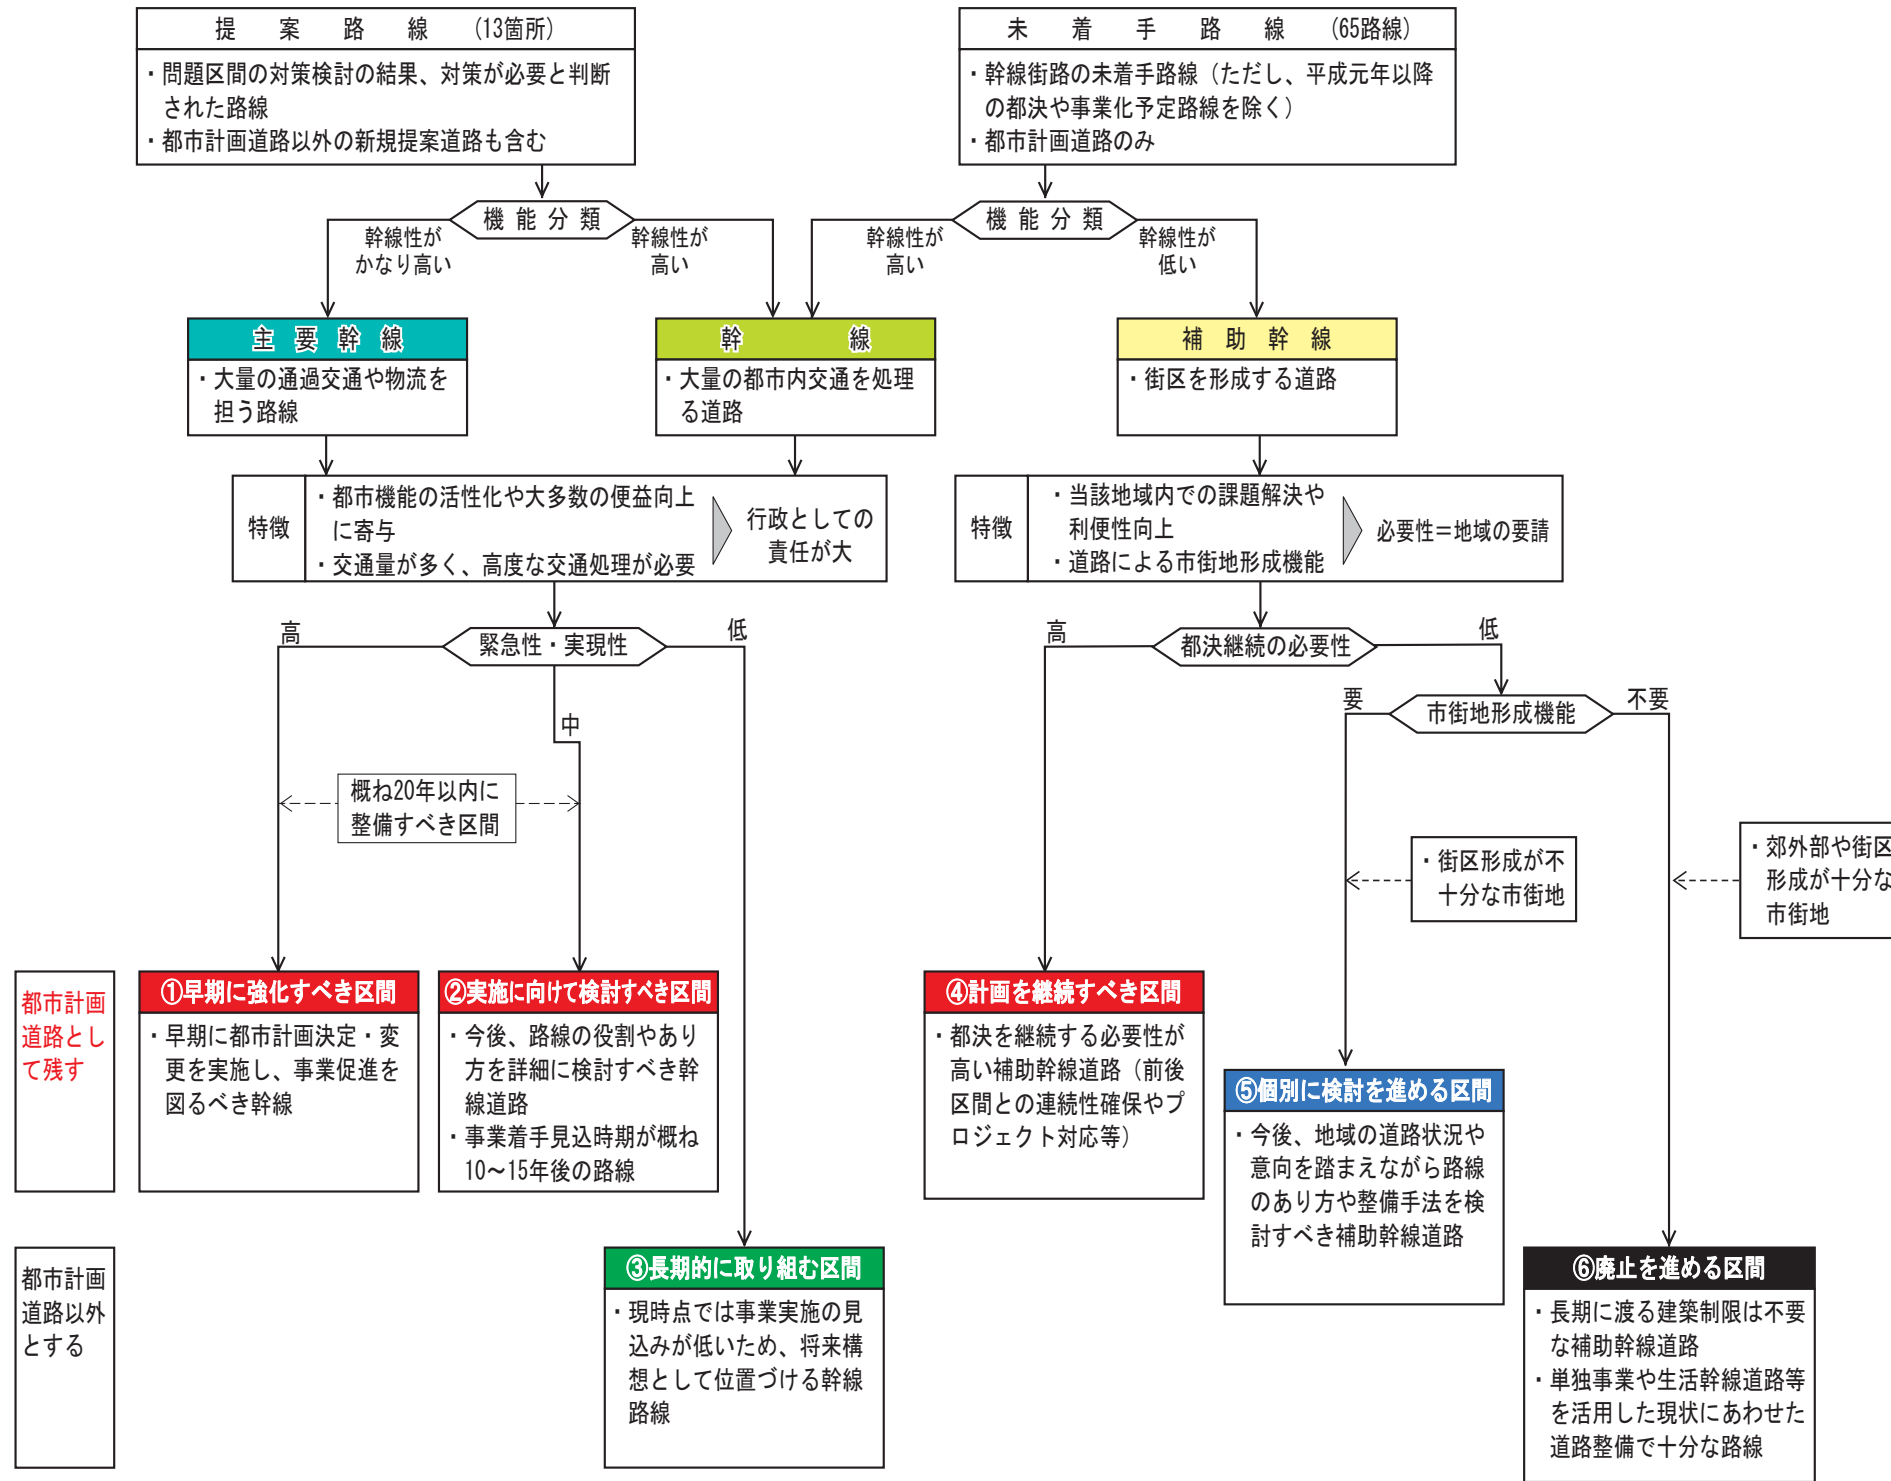 提案路線 (13箇所)
・問題区間の対策検討の結果、対策が必要と判断
された路線
・都市計画道路以外の新規提案道路も含む
未着手路線 (65路線)
・幹線街路の未着手路線（ただし、平成元年以降
の都決や事業化予定路線を除く）
・都市計画道路のみ
機能分類
幹線性が
かなり高い
幹線性が
高い
機能分類
幹線性が
高い
幹線性が
低い
主要幹線
・大量の通過交通や物流を
担う路線
幹線
・大量の都市内交通を処理
る道路
補助幹線
・街区を形成する道路
特徴
・都市機能の活性化や大多数の便益向上
に寄与
・交通量が多く、高度な交通処理が必要
行政としての
責任が大
特徴
・当該地域内での課題解決や
利便性向上
・道路による市街地形成機能
必要性＝地域の要請
高
緊急性・実現性
低
中
高
都決継続の必要性
低
要
市街地形成機能
不要
概ね20年以内に
整備すべき区間
・街区形成が不
十分な市街地
・郊外部や街区
形成が十分な
市街地
都市計画
道路とし
て残す
①早期に強化すべき区間
・早期に都市計画決定・変
更を実施し、事業促進を
図るべき幹線
②実施に向けて検討すべき区間
・今後、路線の役割やあり
方を詳細に検討すべき幹
線道路
・事業着手見込時期が概ね
10～15年後の路線
④計画を継続すべき区間
・都決を継続する必要性が
高い補助幹線道路（前後
区間との連続性確保やプ
ロジェクト対応等）
⑤個別に検討を進める区間
・今後、地域の道路状況や
意向を踏まえながら路線
のあり方や整備手法を検
討すべき補助幹線道路
都市計画
道路以外
とする
③長期的に取り組む区間
・現時点では事業実施の見
込みが低いため、将来構
想として位置づける幹線
路線
⑥廃止を進める区間
・長期に渡る建築制限は不要
な補助幹線道路
・単独事業や生活幹線道路等
を活用した現状にあわせた
道路整備で十分な路線